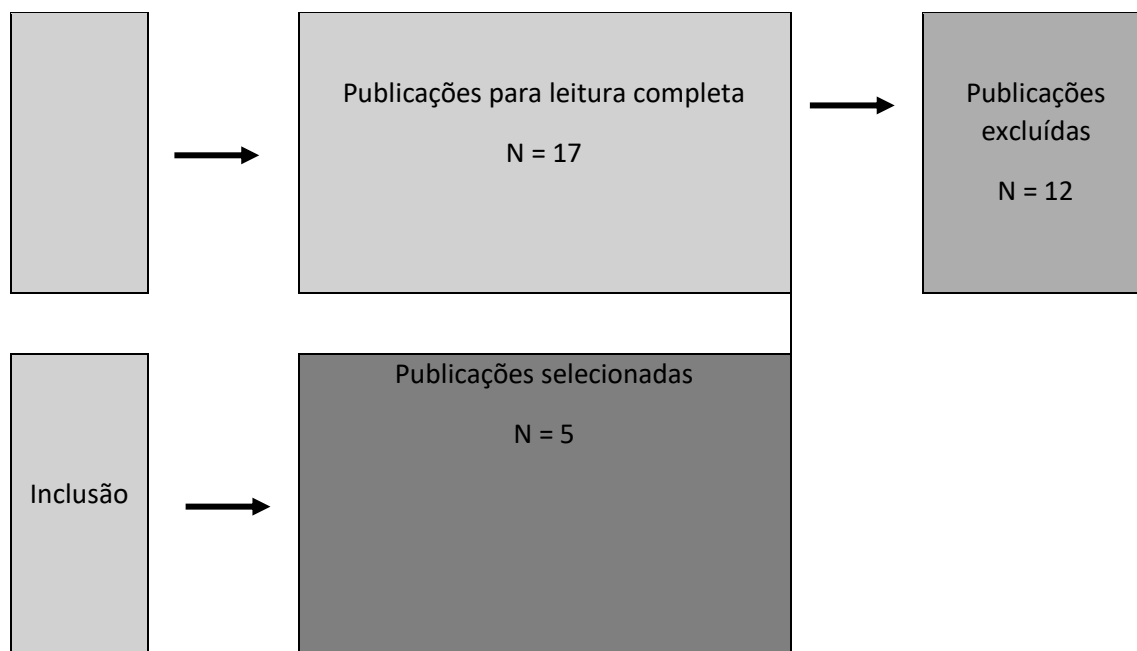 Publicações para leitura completa
N = 17
Publicações
excluídas
N = 12
Publicações selecionadas
N = 5
Inclusão